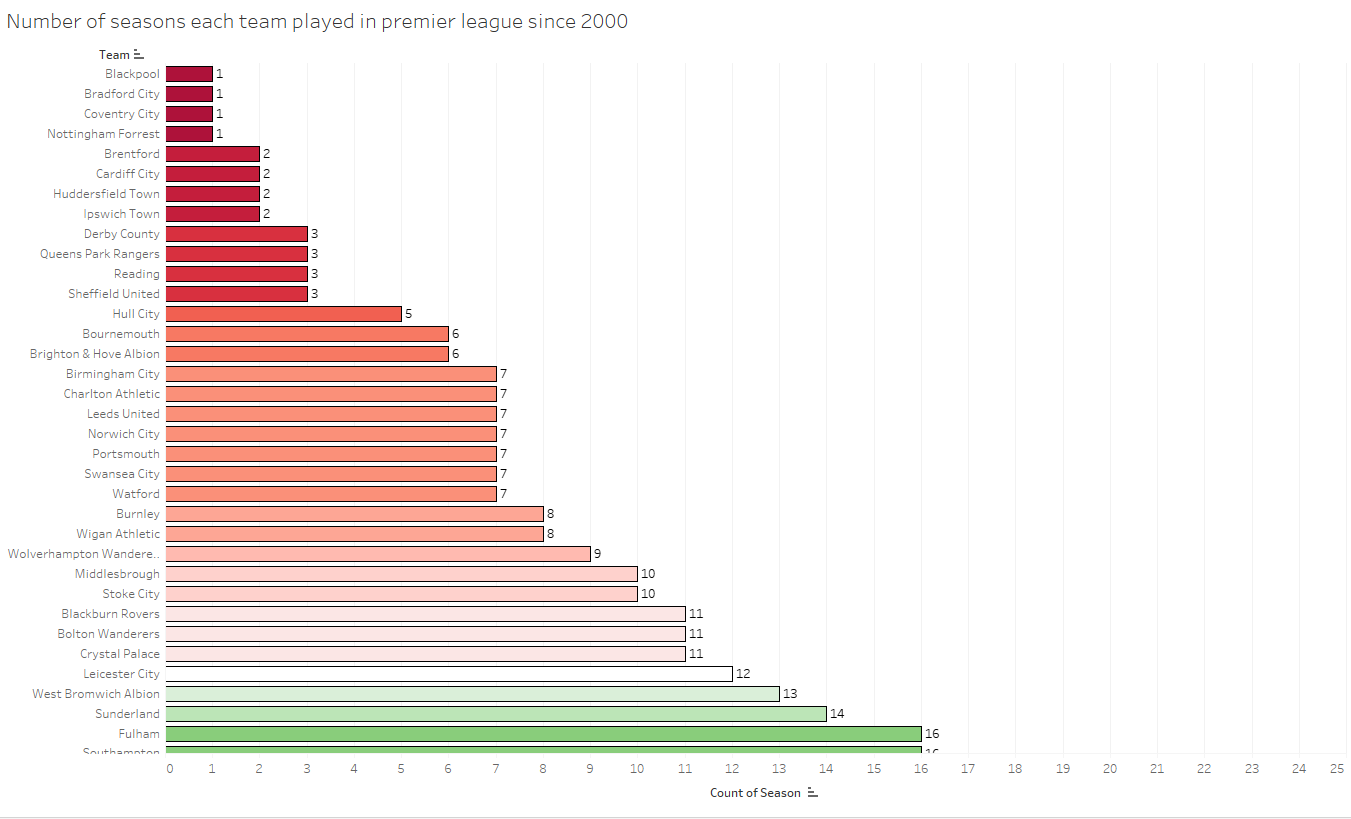 Number of seasons each team played in premier league since 2000
Team
Blackpool 1
Bradford City 1
Coventry City 1
Nottingham Forrest 1
Brentford 2
Cardiff City 2
Huddersfield Town 2
Ipswich Town 2
Derby County 3
Queens Park Rangers 3
Reading 3
Sheffield United 3
Hull City 5
Bournemouth 6
Brighton & Hove Albion 6
Birmingham City 7
Charlton Athletic 7
Leeds United 7
Norwich City 7
Portsmouth 7
Swansea City 7
Watford 7
Burnley 8
Wigan Athletic 8
Wolverhampton Wandere.. 9
Middlesbrough 10
Stoke City 10
Blackburn Rovers 11
Bolton Wanderers 11
Crystal Palace 11
Leicester City 12
West Bromwich Albion 13
Sunderland 14
Fulham 16
Southampton 16
0 1 2 3 4 5 6 7 8 9 10 11 12 13 14 15 16 17 18 19 20 21 22 23 24 25
Count of Season